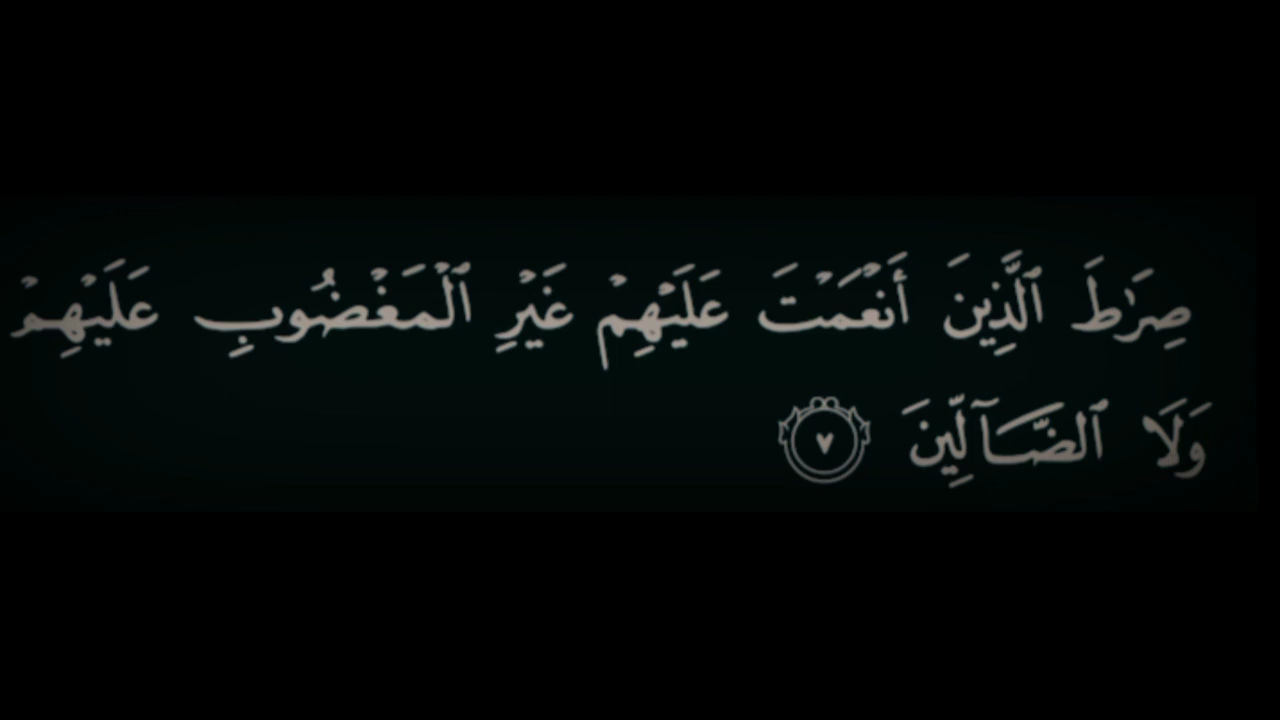 صِرَٰطَ ٱلَّذِينَ أَنْعَمْتَ عَلَيْهِمْ غَيْرِ ٱلْمَغْضُوبِ عَلَيْهِمْ
وَلَا ٱلضَّآلِّينَ ٧